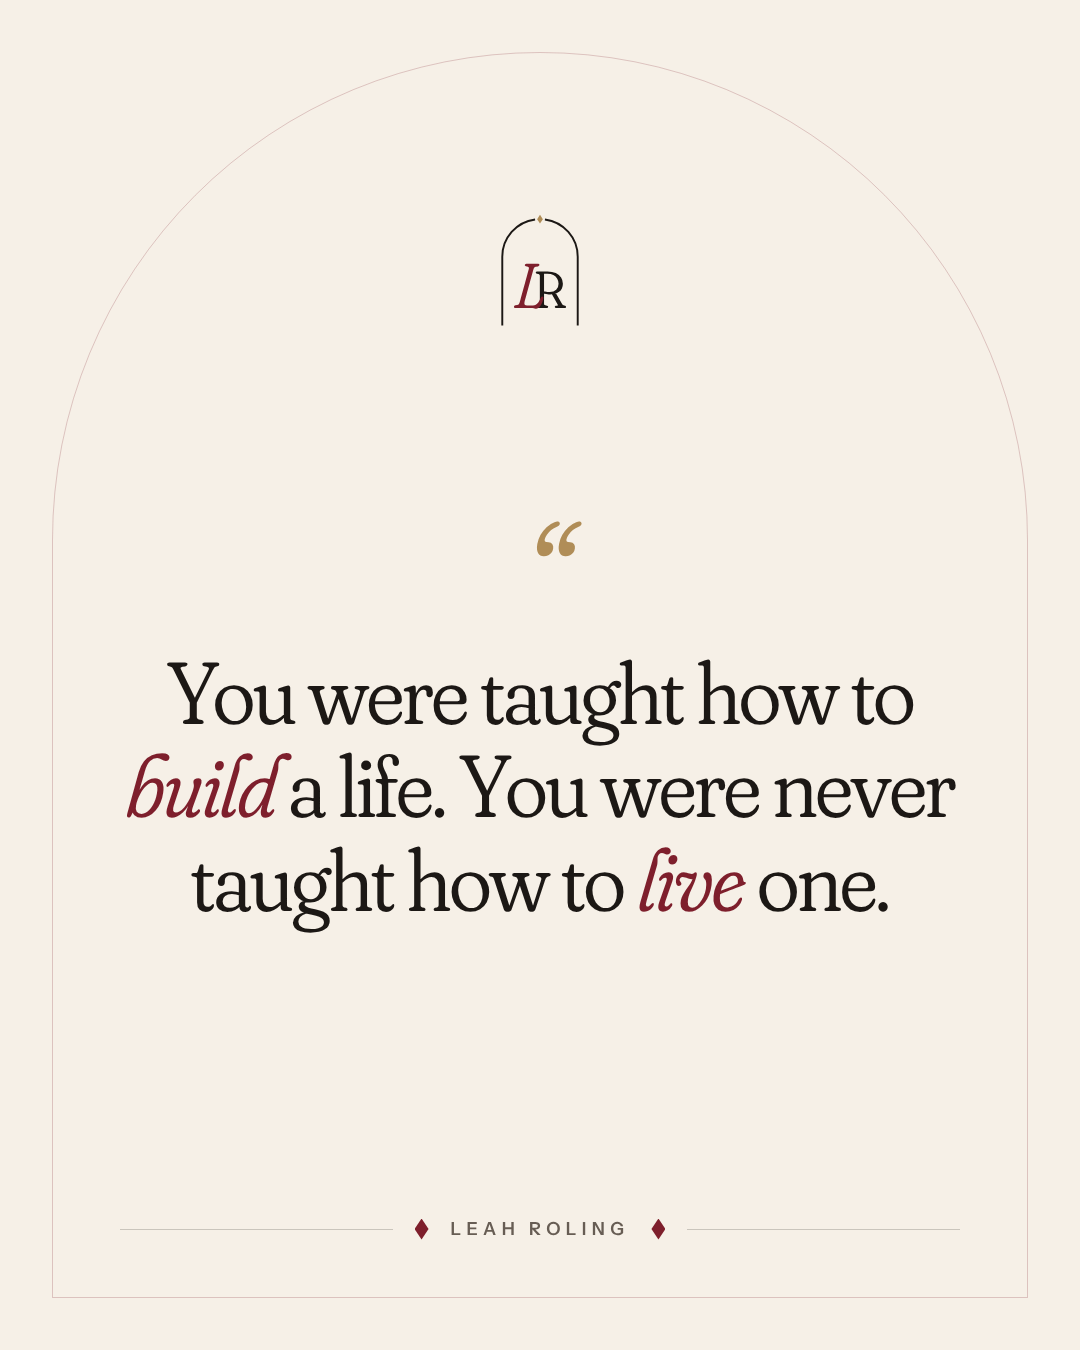 LR
“
You were taught how to
build a life. You were never
taught how to live one.
LEAH ROLING